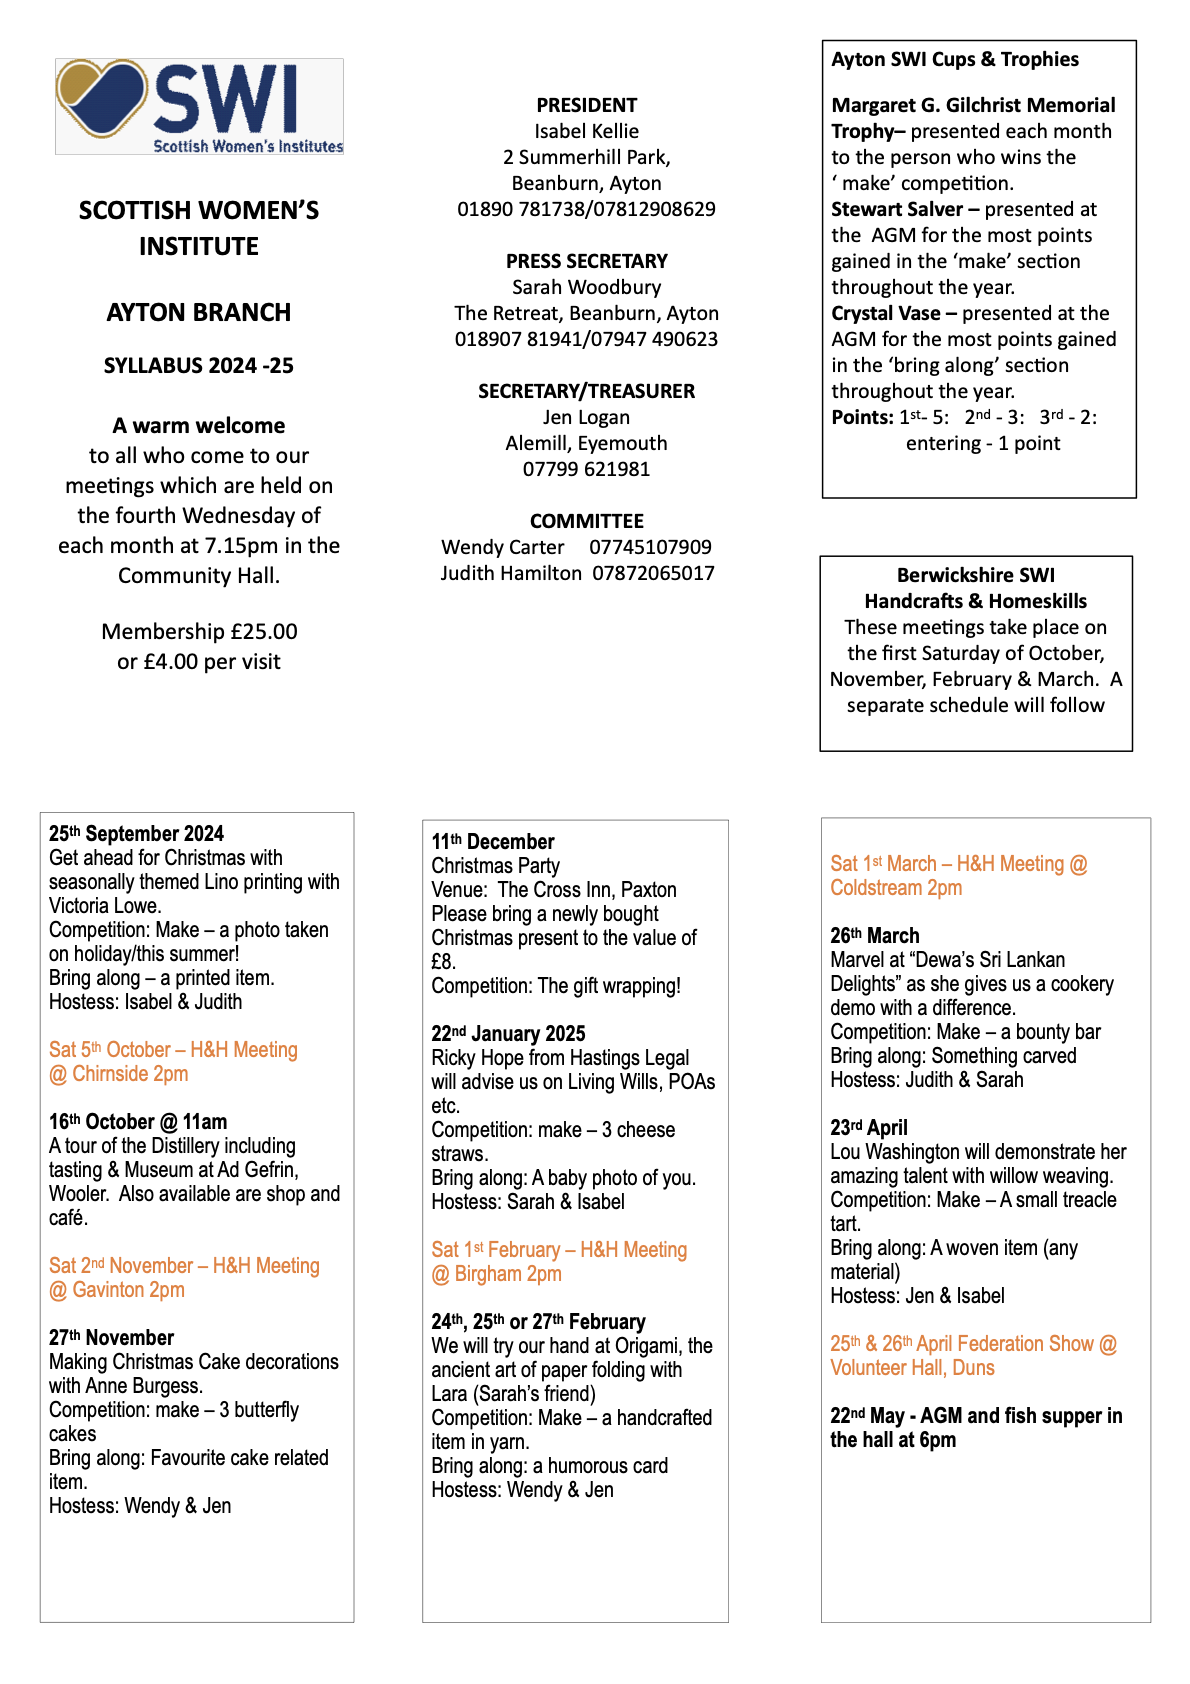 SWI
Scottish Women's Institutes
SCOTTISH WOMEN'S
INSTITUTE
AYTON BRANCH
SYLLABUS 2024 -25
A warm welcome
to all who come to our
meetings which are held on
the fourth Wednesday of
each month at 7.15pm in the
Community Hall.
Membership £25.00
or £4.00 per visit
PRESIDENT
Isabel Kellie
2 Summerhill Park,
Beanburn, Ayton
01890 781738/07812908629
PRESS SECRETARY
Sarah Woodbury
The Retreat, Beanburn, Ayton
018907 81941/07947 490623
SECRETARY/TREASURER
Jen Logan
Alemill, Eyemouth
07799 621981
COMMITTEE
Wendy Carter 07745107909
Judith Hamilton 07872065017
Ayton SWI Cups & Trophies
Margaret G. Gilchrist Memorial
Trophy– presented each month
to the person who wins the
‘ make’ competition.
Stewart Salver – presented at
the AGM for the most points
gained in the ‘make’ section
throughout the year.
Crystal Vase – presented at the
AGM for the most points gained
in the ‘bring along’ section
throughout the year.
Points: 1st- 5: 2nd - 3: 3rd - 2:
entering - 1 point
Berwickshire SWI
Handcrafts & Homeskills
These meetings take place on
the first Saturday of October,
November, February & March. A
separate schedule will follow
25th September 2024
Get ahead for Christmas with
seasonally themed Lino printing with
Victoria Lowe.
Competition: Make – a photo taken
on holiday/this summer!
Bring along – a printed item.
Hostess: Isabel & Judith
Sat 5th October – H&H Meeting
@ Chirnside 2pm
16th October @ 11am
A tour of the Distillery including
tasting & Museum at Ad Gefrin,
Wooler. Also available are shop and
café.
Sat 2nd November – H&H Meeting
@ Gavinton 2pm
27th November
Making Christmas Cake decorations
with Anne Burgess.
Competition: make – 3 butterfly
cakes
Bring along: Favourite cake related
item.
Hostess: Wendy & Jen
11th December
Christmas Party
Venue: The Cross Inn, Paxton
Please bring a newly bought
Christmas present to the value of
£8.
Competition: The gift wrapping!
22nd January 2025
Ricky Hope from Hastings Legal
will advise us on Living Wills, POAs
etc.
Competition: make – 3 cheese
straws.
Bring along: A baby photo of you.
Hostess: Sarah & Isabel
Sat 1st February – H&H Meeting
@ Birgham 2pm
24th, 25th or 27th February
We will try our hand at Origami, the
ancient art of paper folding with
Lara (Sarah's friend)
Competition: Make – a handcrafted
item in yarn.
Bring along: a humorous card
Hostess: Wendy & Jen
Sat 1st March – H&H Meeting @
Coldstream 2pm
26th March
Marvel at “Dewa's Sri Lankan
Delights” as she gives us a cookery
demo with a difference.
Competition: Make – a bounty bar
Bring along: Something carved
Hostess: Judith & Sarah
23rd April
Lou Washington will demonstrate her
amazing talent with willow weaving.
Competition: Make – A small treacle
tart.
Bring along: A woven item (any
material)
Hostess: Jen & Isabel
25th & 26th April Federation Show @
Volunteer Hall, Duns
22nd May - AGM and fish supper in
the hall at 6pm